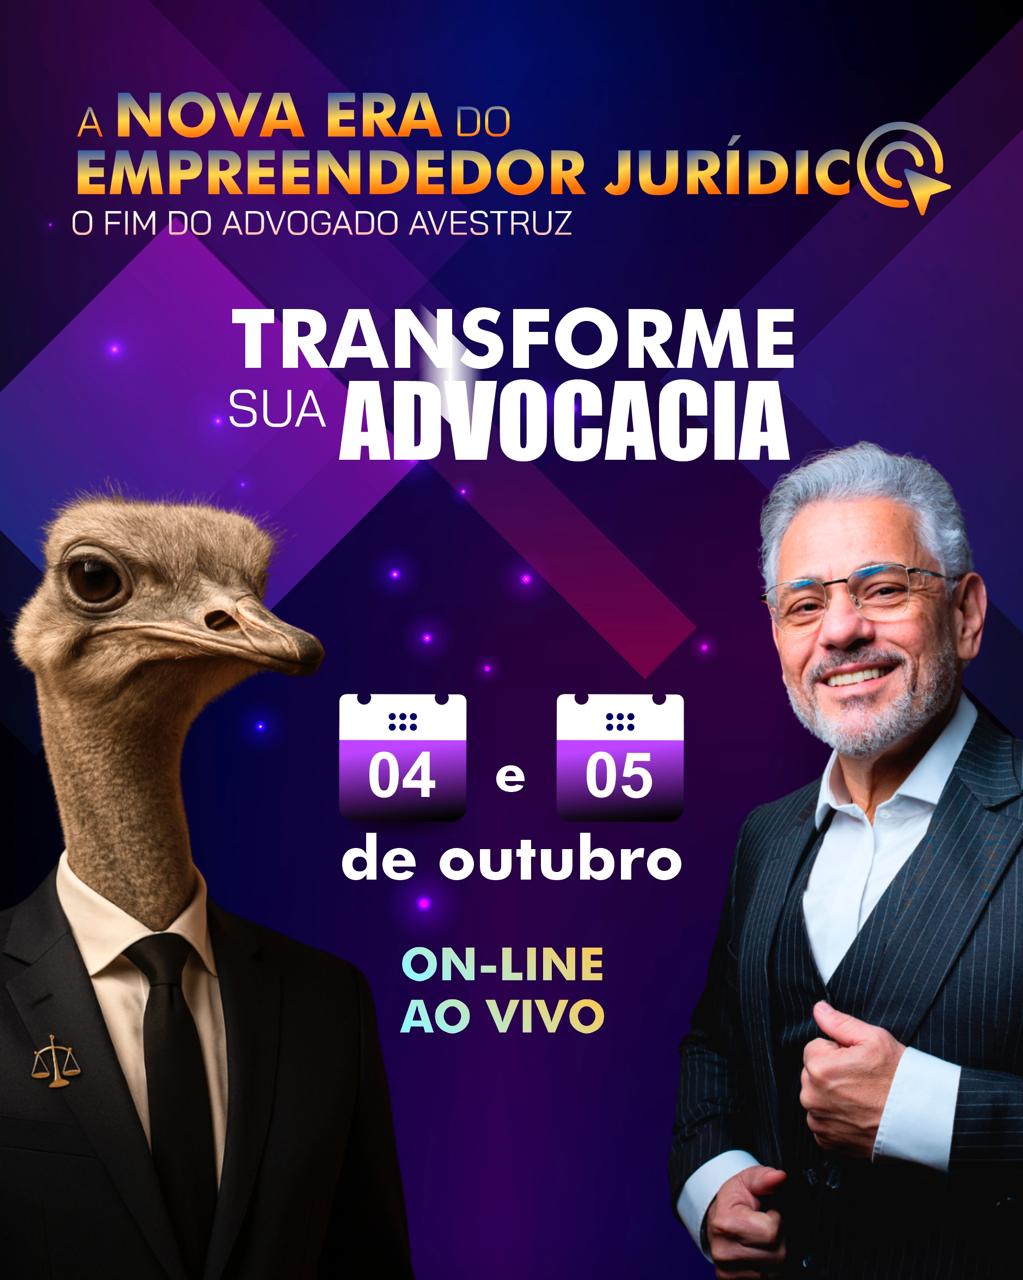 A NOVA ERA DO
EMPREENDEDOR JURÍDICO
O FIM DO ADVOGADO AVESTRUZ
TRANSFORME
SUA ADVOCACIA
04 e 05
de outubro
ON-LINE
AO VIVO